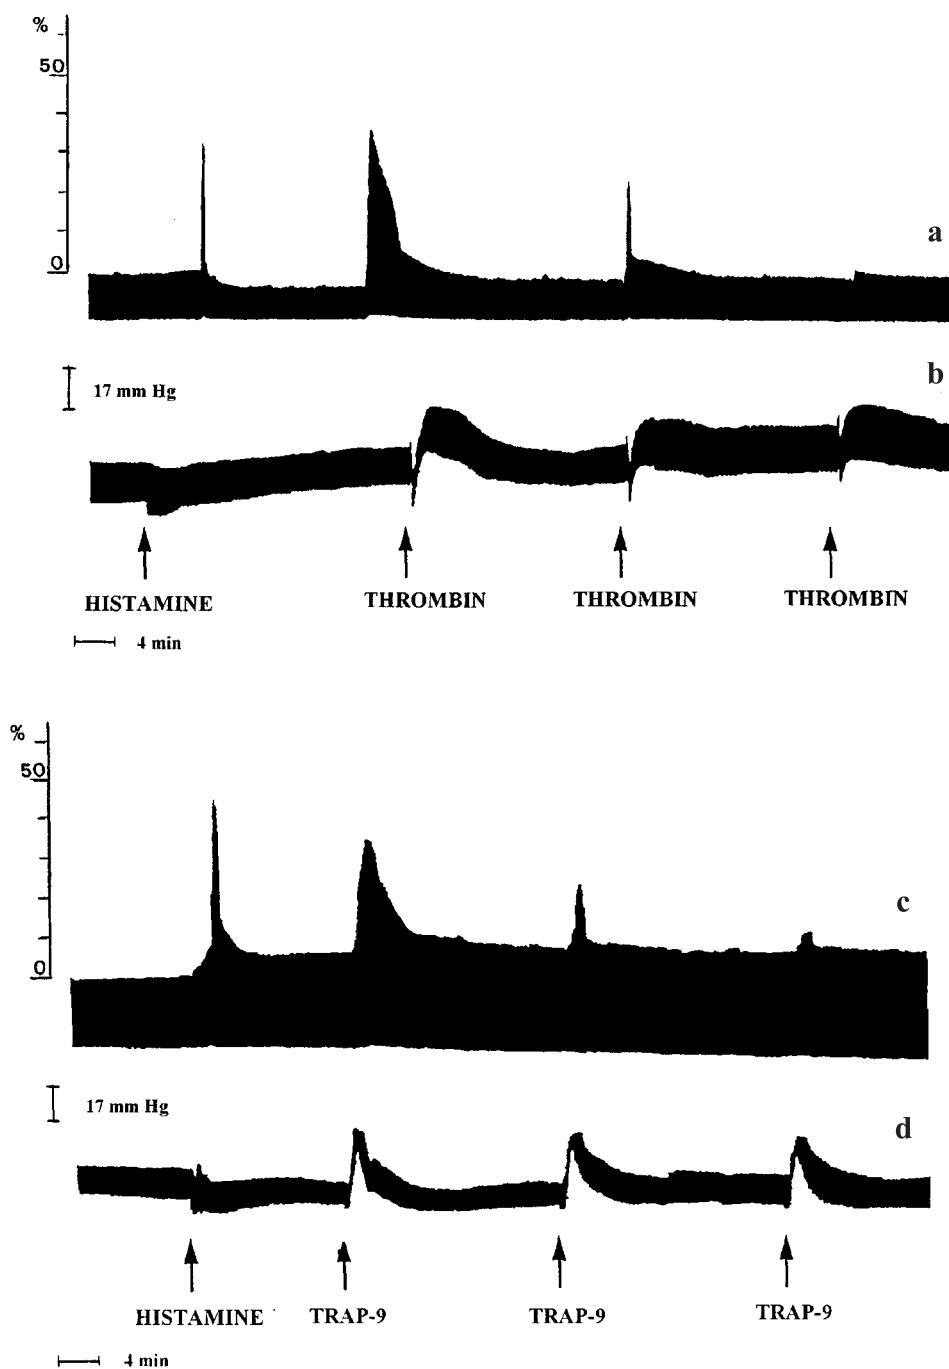 %
50
a
0
b
17 mm Hg
HISTAMINE THROMBIN THROMBIN THROMBIN
4 min
%
50
c
0
17 mm Hg
d
HISTAMINE TRAP-9 TRAP-9 TRAP-9
4 min